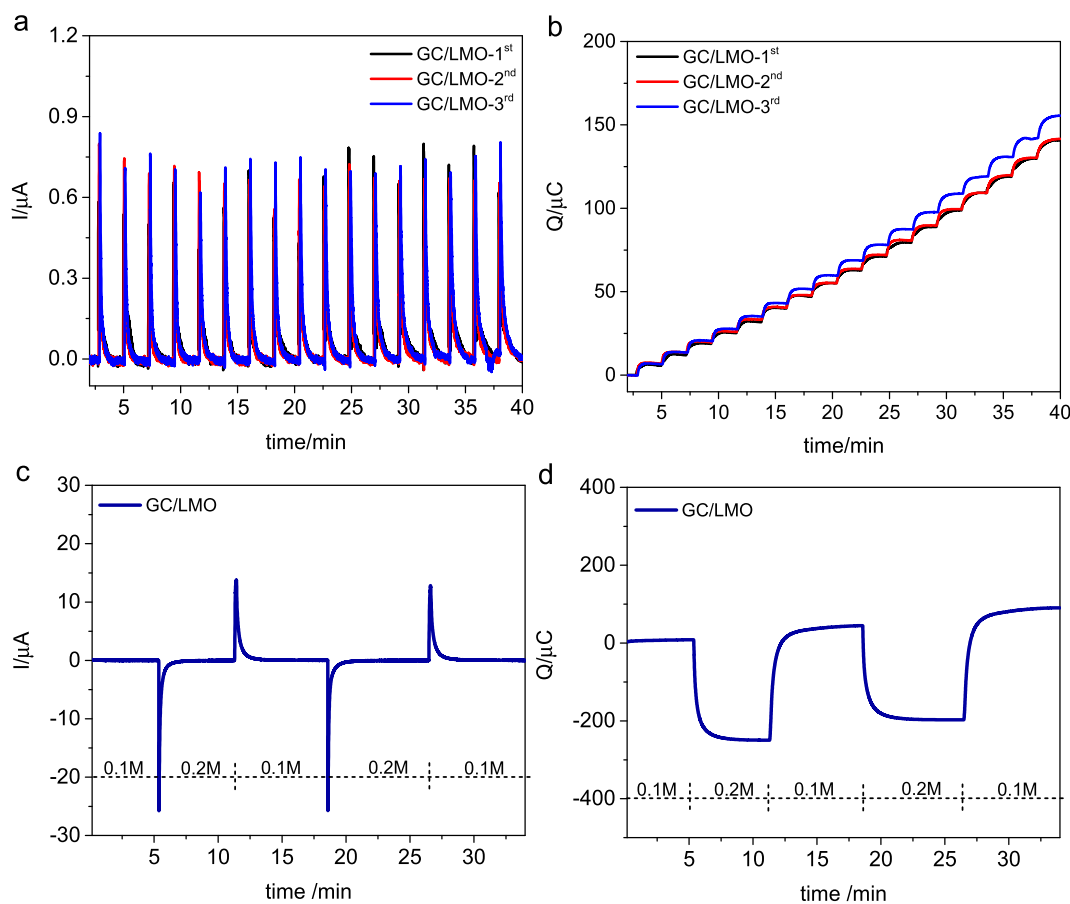 a
1.2
0.9
0.6
0.3
0.0
I/μA
GC/LMO-1st
GC/LMO-2nd
GC/LMO-3rd
5 10 15 20 25 30 35 40
time/min
b
200
150
100
50
0
Q/μC
GC/LMO-1st
GC/LMO-2nd
GC/LMO-3rd
5 10 15 20 25 30 35 40
time/min
c
30
20
10
0
-10
-20
-30
I/μA
GC/LMO
0.1M 0.2M 0.1M 0.2M 0.1M
5 10 15 20 25 30
time /min
d
400
200
0
-200
-400
Q/μC
GC/LMO
0.1M 0.2M 0.1M 0.2M 0.1M
5 10 15 20 25 30
time /min